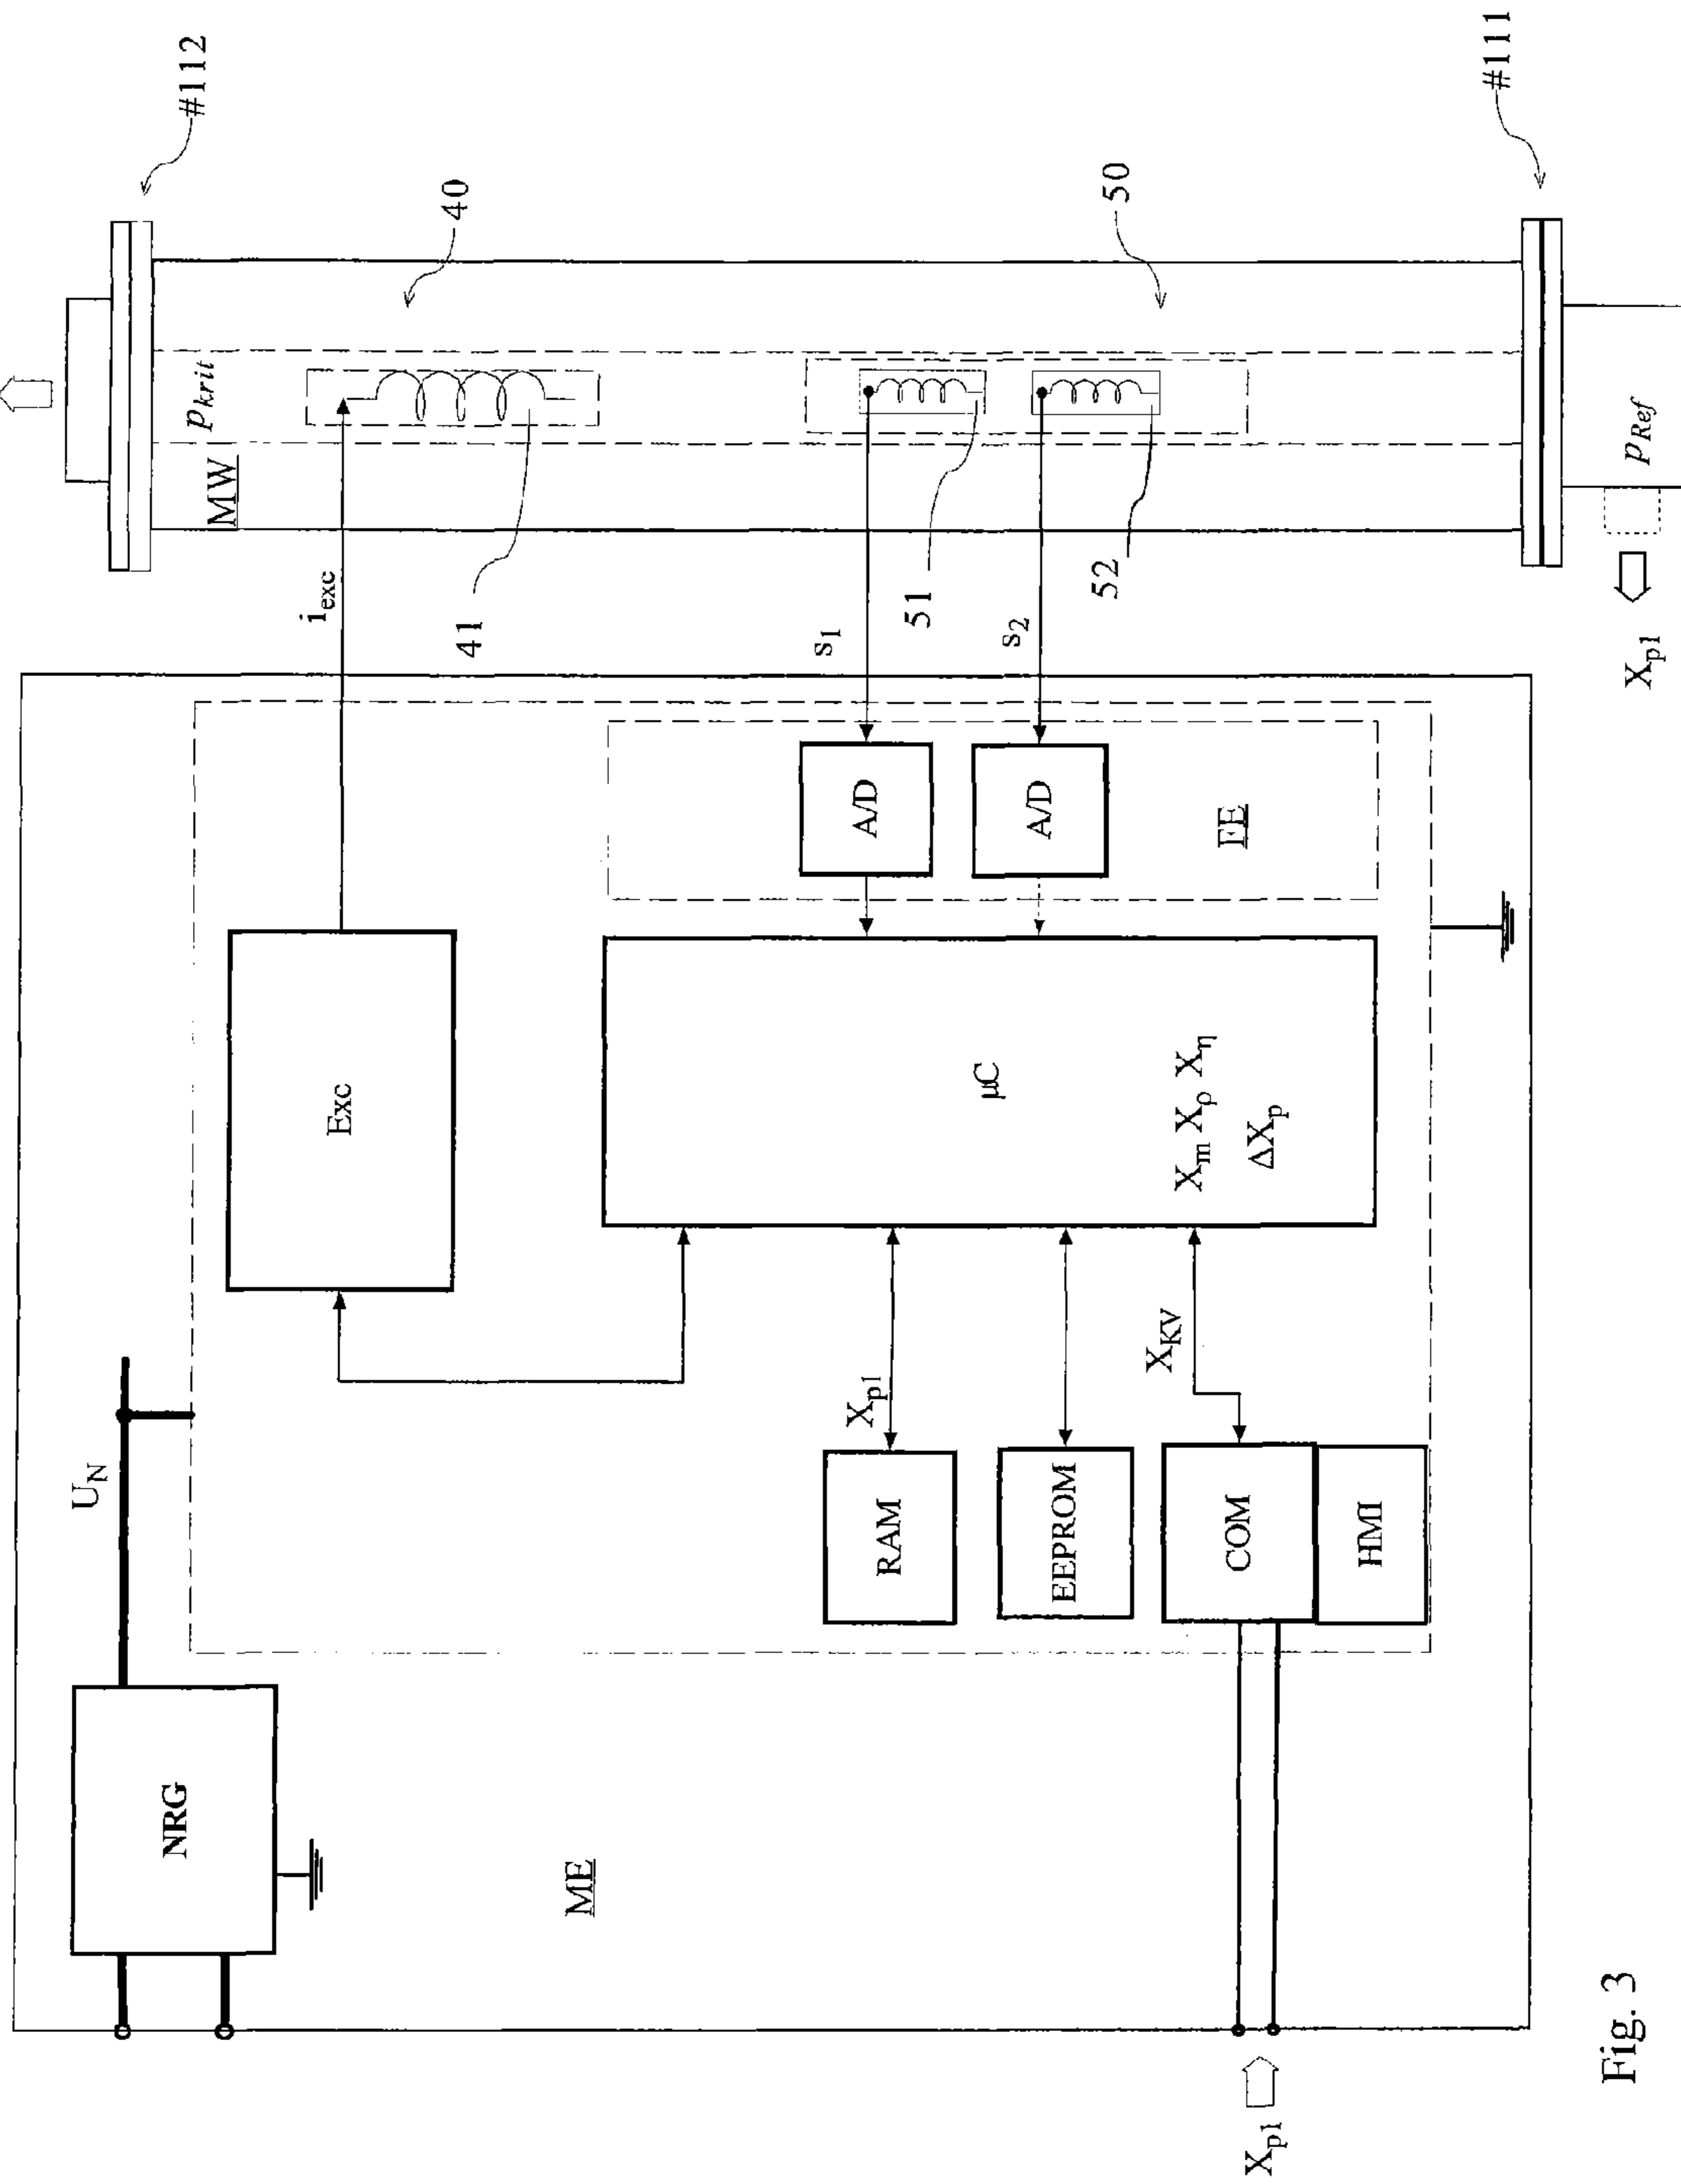 U_N
NRG
#112
p_krit
MW
i_exc
Exc
40
41
ME
s_1
X_p1
RAM
A/D
51
µC
s_2
EEPROM
A/D
52
50
X_KV
X_m X_ρ X_η
COM
FE
ΔX_p
X_p1
HMI
#111
Fig. 3
X_p1
p_Ref